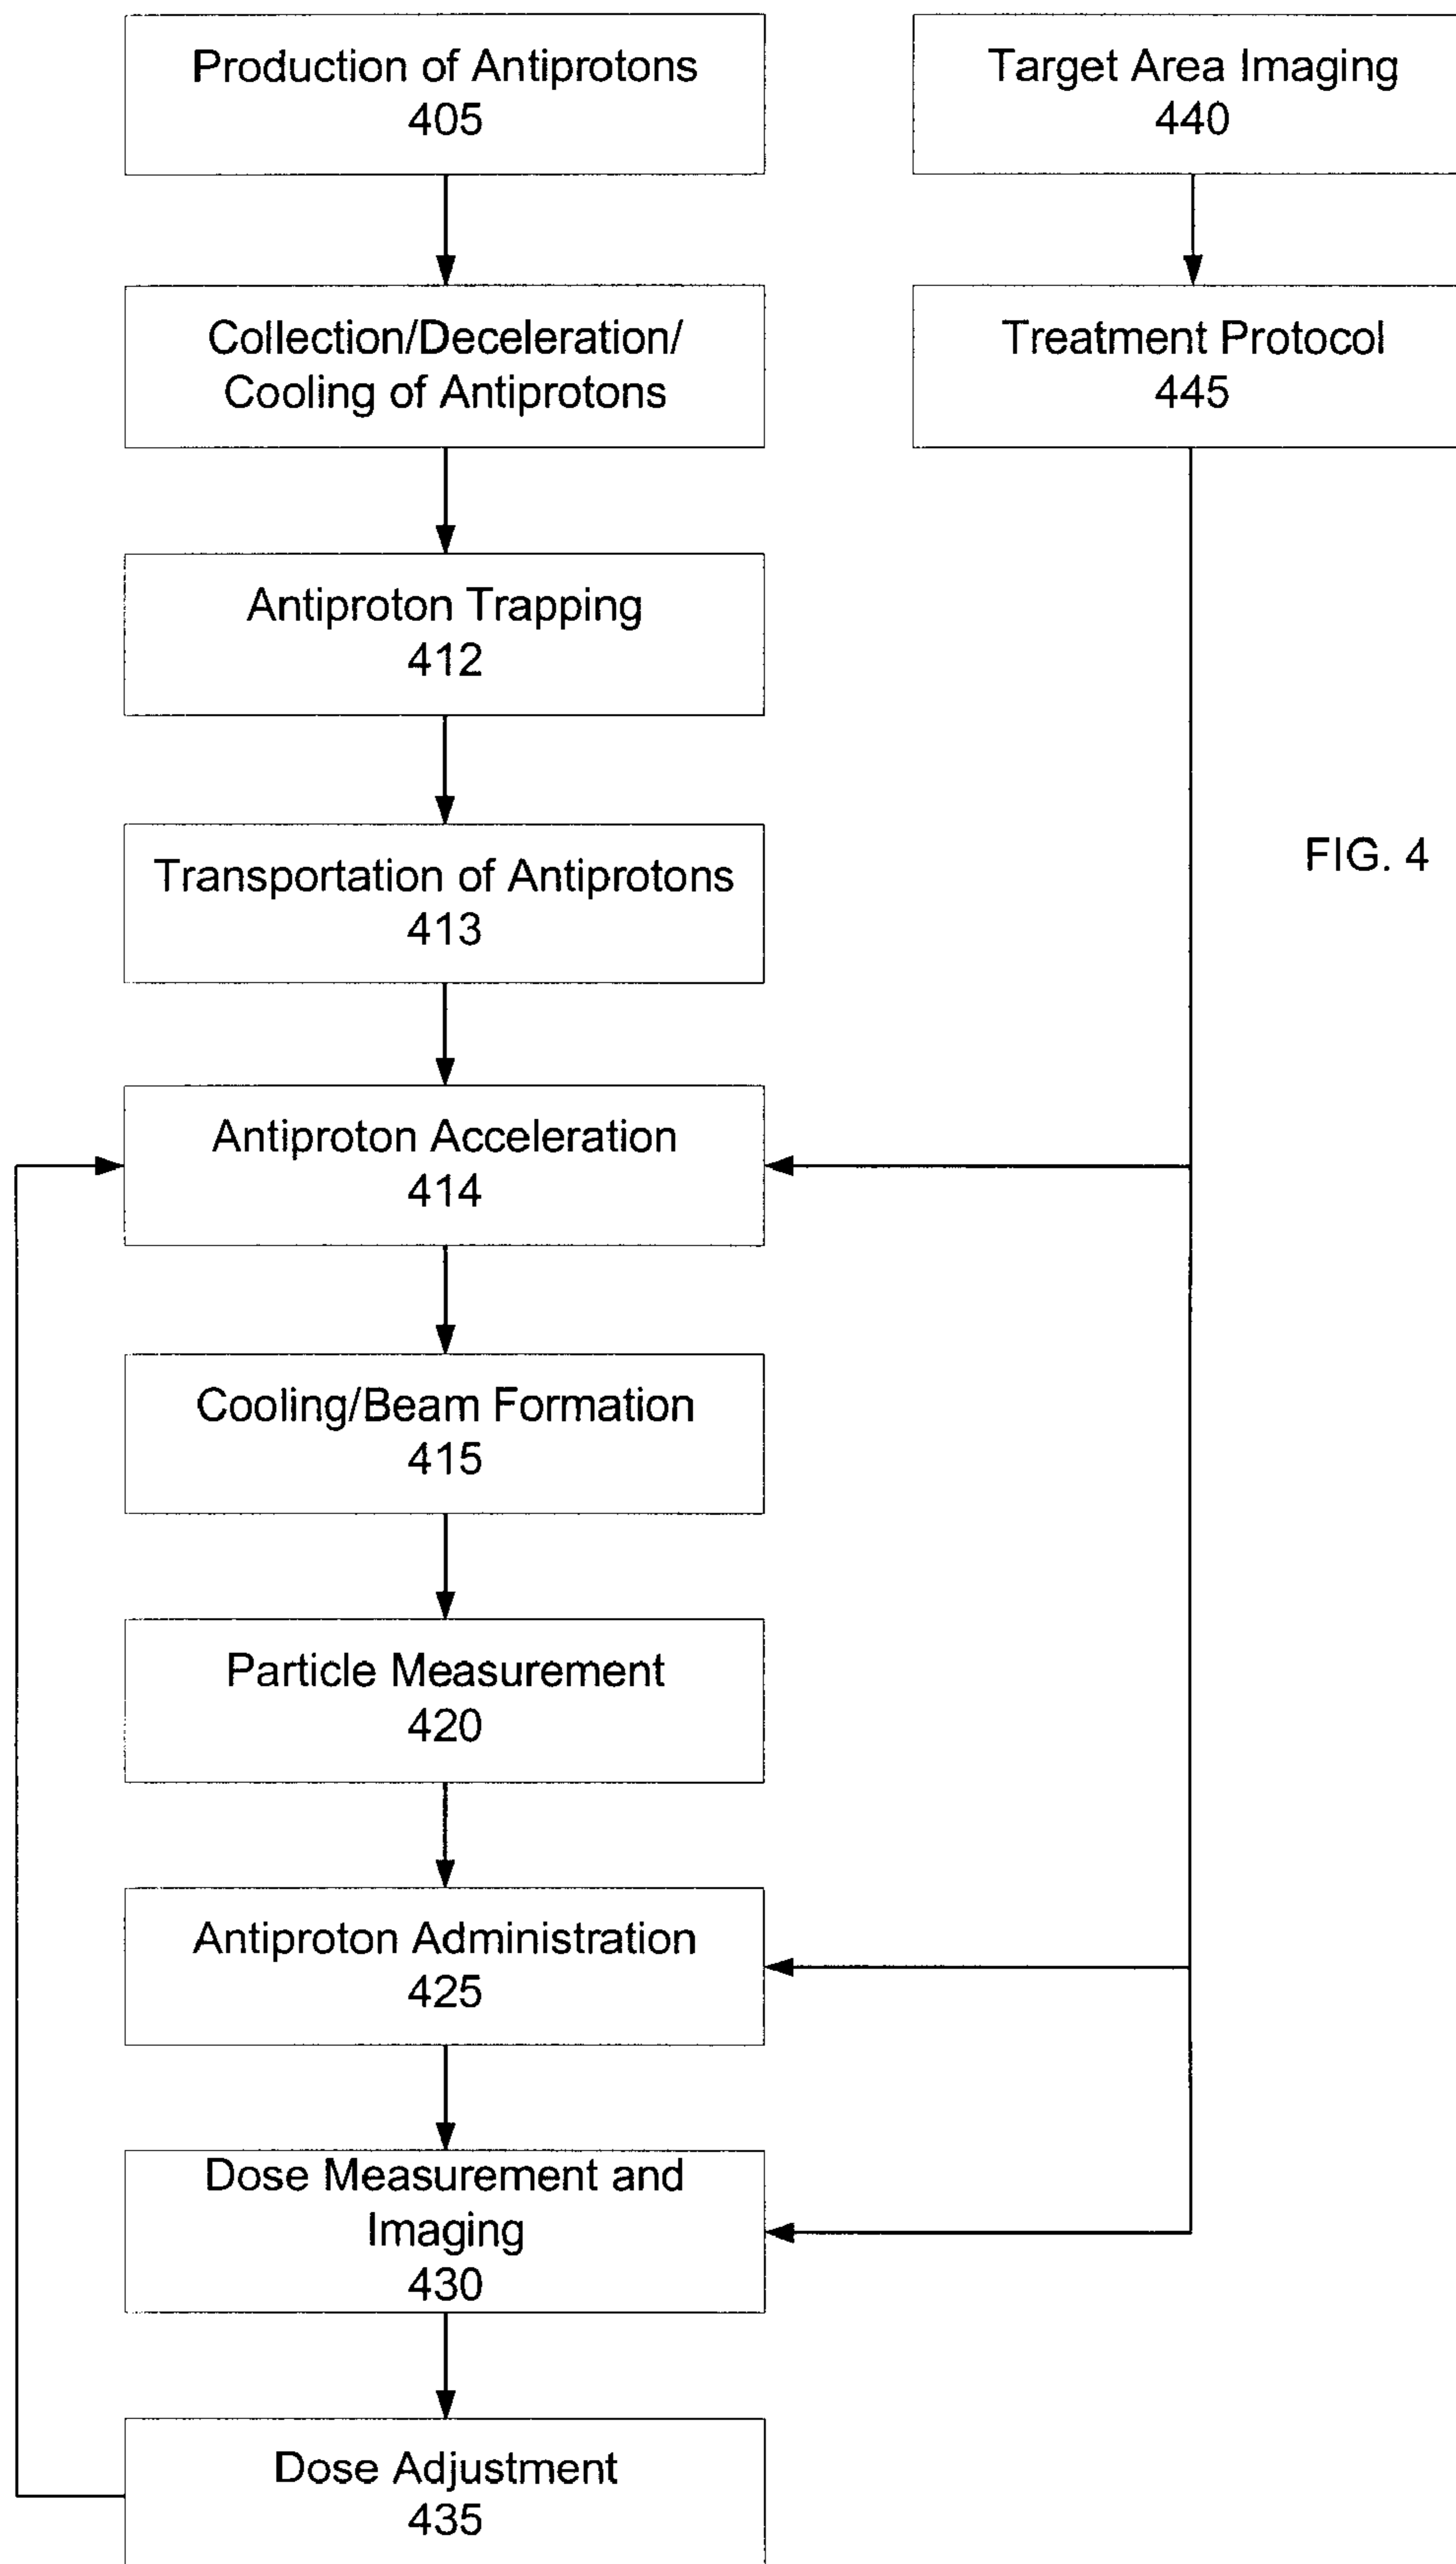 Production of Antiprotons
405
Target Area Imaging
440
Collection/Deceleration/
Cooling of Antiprotons
Treatment Protocol
445
Antiproton Trapping
412
Transportation of Antiprotons
413
FIG. 4
Antiproton Acceleration
414
Cooling/Beam Formation
415
Particle Measurement
420
Antiproton Administration
425
Dose Measurement and
Imaging
430
Dose Adjustment
435